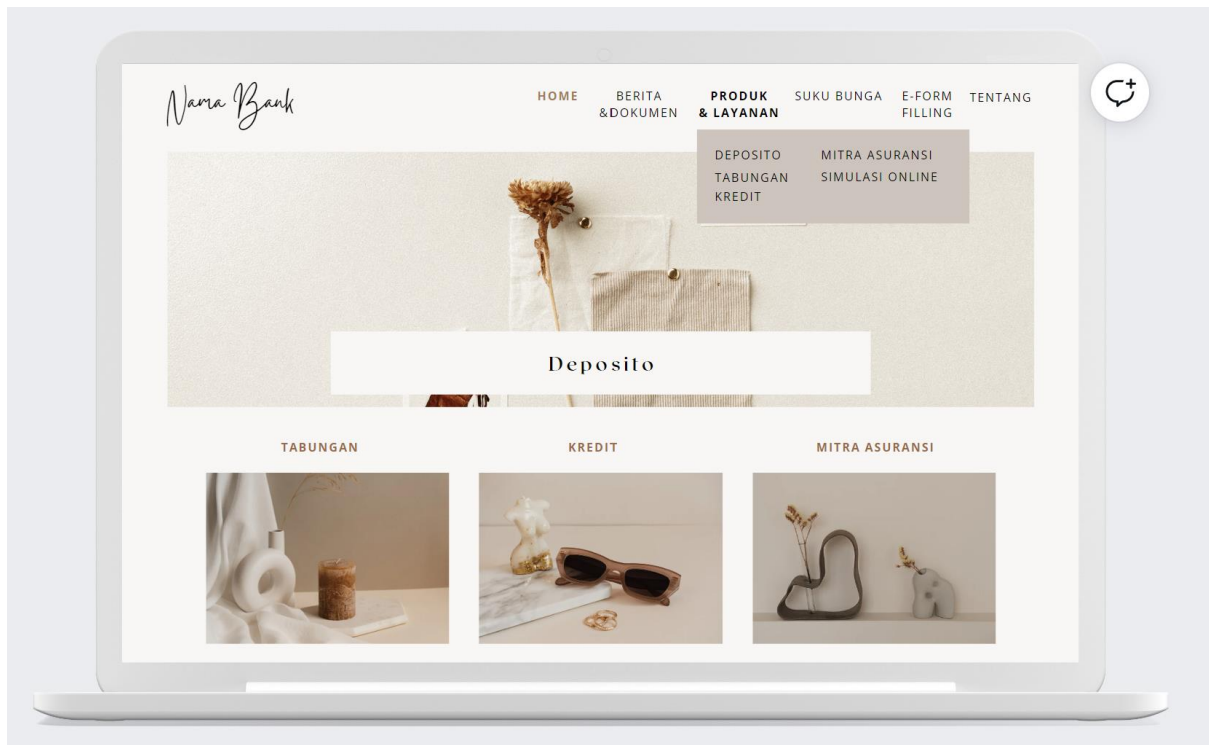 Nama Bank
HOME
BERITA
&DOKUMEN
PRODUK
& LAYANAN
SUKU BUNGA
E-FORM
FILLING
TENTANG
DEPOSITO
TABUNGAN
KREDIT
MITRA ASURANSI
SIMULASI ONLINE
Deposito
TABUNGAN
KREDIT
MITRA ASURANSI